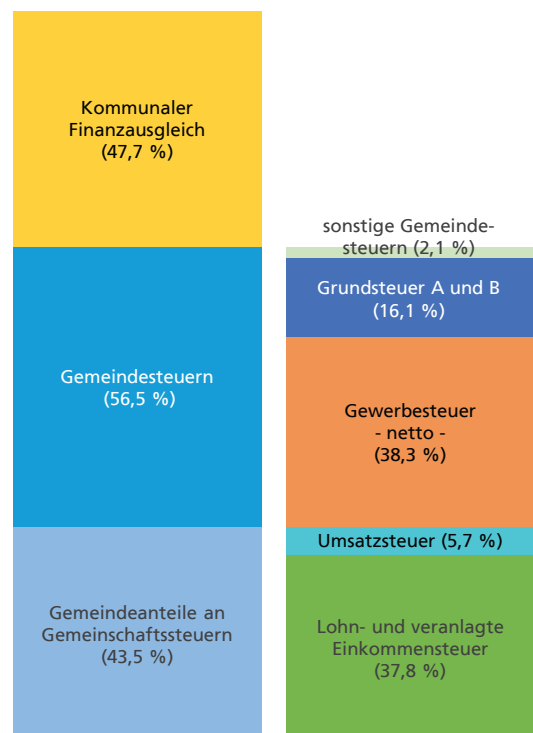 Kommunaler
Finanzausgleich
(47,7 %)
Gemeindesteuern
(56,5 %)
Gemeindeanteile an
Gemeinschaftssteuern
(43,5 %)
sonstige Gemeinde-
steuern (2,1 %)
Grundsteuer A und B
(16,1 %)
Gewerbesteuer
- netto -
(38,3 %)
Umsatzsteuer (5,7 %)
Lohn- und veranlagte
Einkommensteuer
(37,8 %)